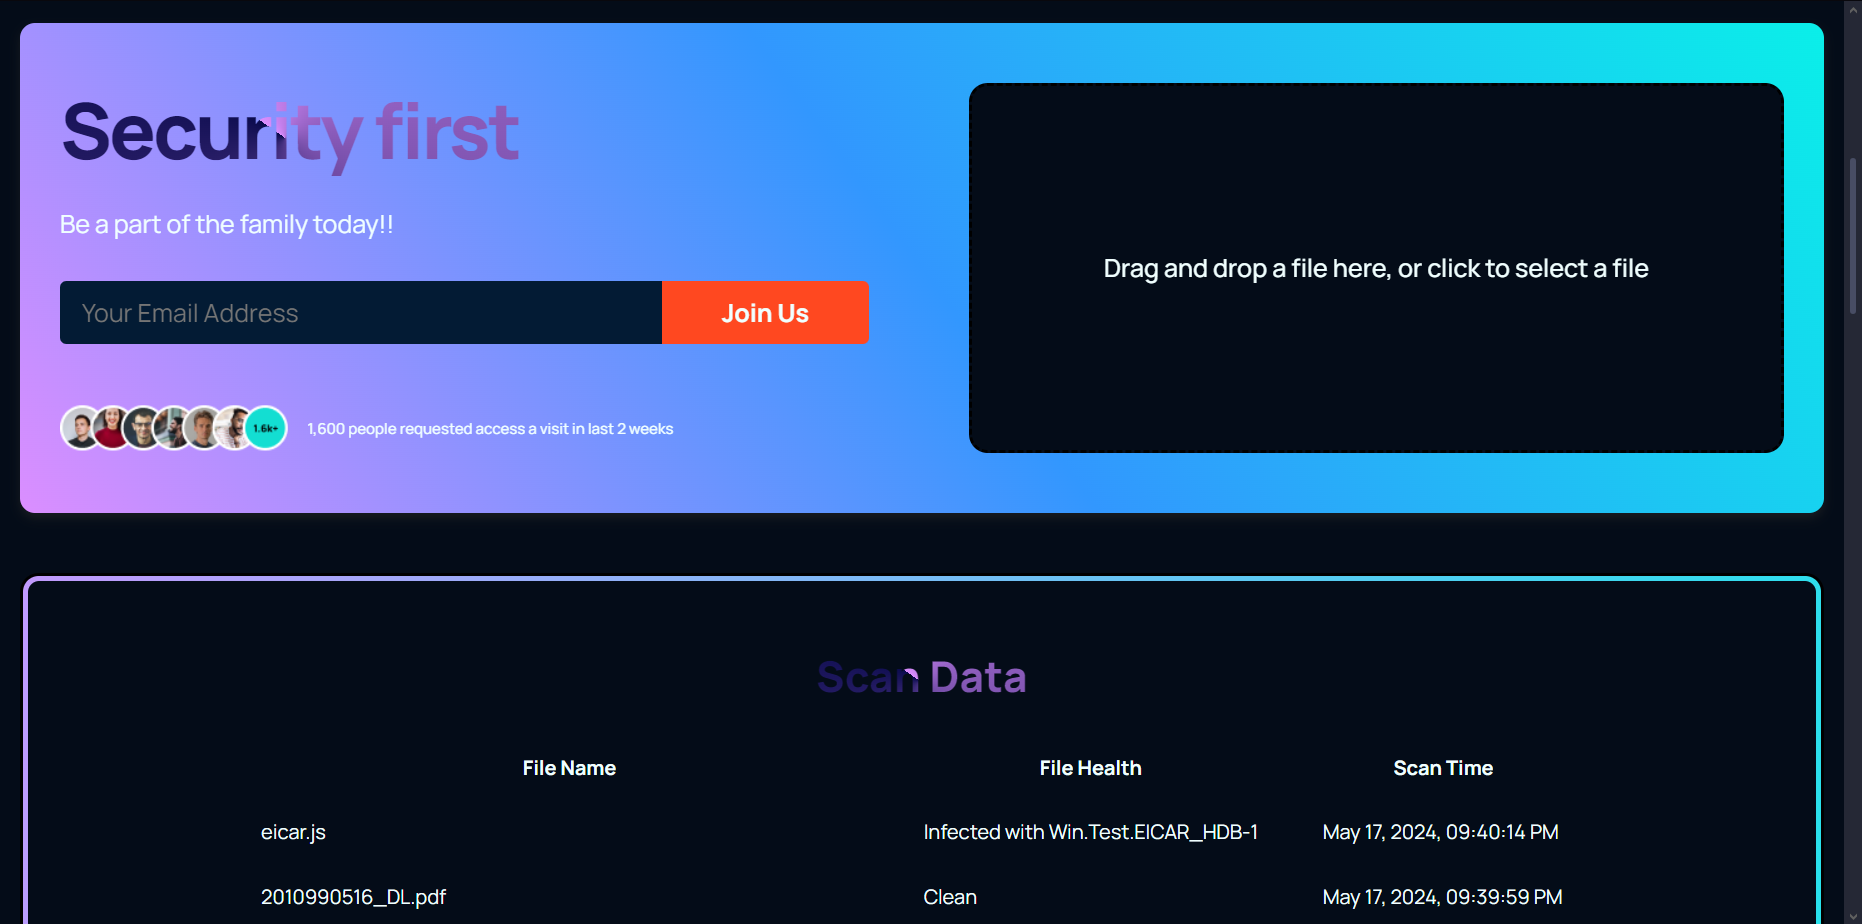 Security first
Be a part of the family today!!
Your Email Address
Join Us
1.6k+
1,600 people requested access a visit in last 2 weeks
Drag and drop a file here, or click to select a file
Scan Data
File Name File Health Scan Time
eicar.js Infected with Win.Test.EICAR_HDB-1 May 17, 2024, 09:40:14 PM
2010990516_DL.pdf Clean May 17, 2024, 09:39:59 PM